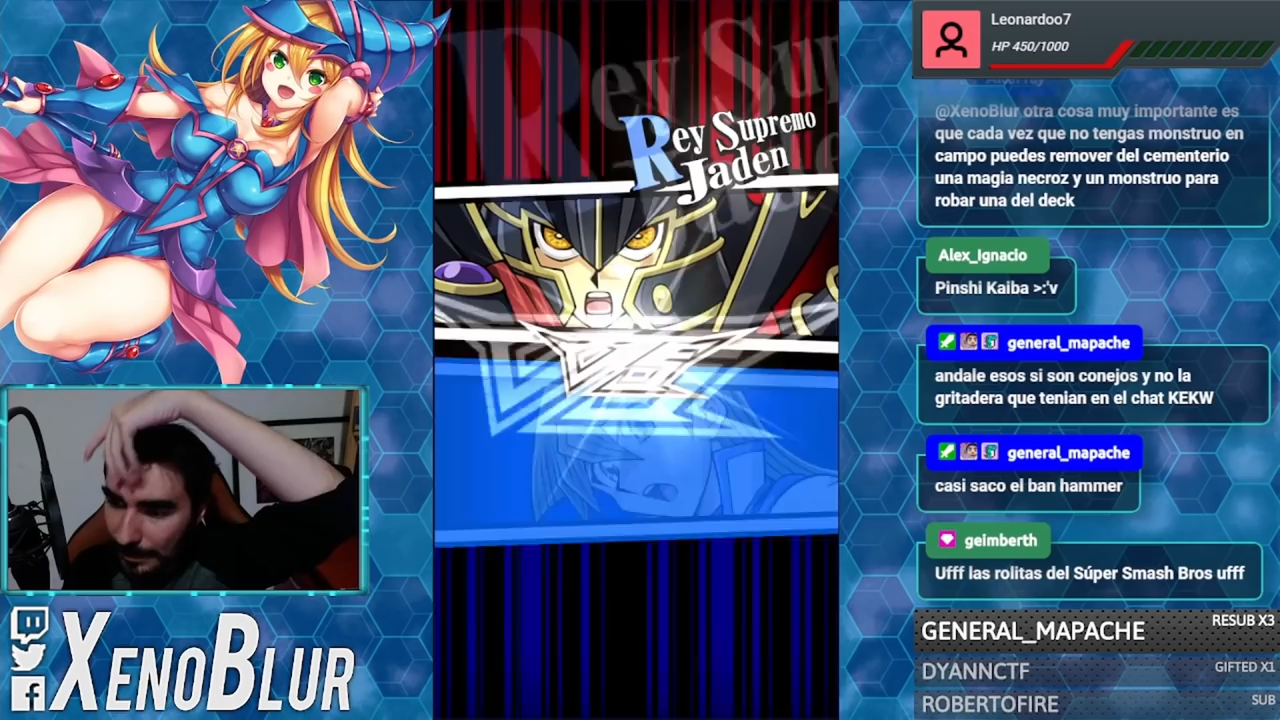 Rey Supremo
Jaden
Rey Sup
VS
XENOBLUR
Leonardoo7
HP 450/1000
@XenoBlur otra cosa muy importante es
que cada vez que no tengas monstruo en
campo puedes remover del cementerio
una magia necroz y un monstruo para
robar una del deck
Alex_Ignacio
Pinshi Kaiba >:'v
general_mapache
andale esos si son conejos y no la
gritadera que tenian en el chat KEKW
general_mapache
casi saco el ban hammer
geimberth
Ufff las rolitas del Súper Smash Bros ufff
GENERAL_MAPACHE RESUB X3
DYANNCTF GIFTED X1
ROBERTOFIRE SUB